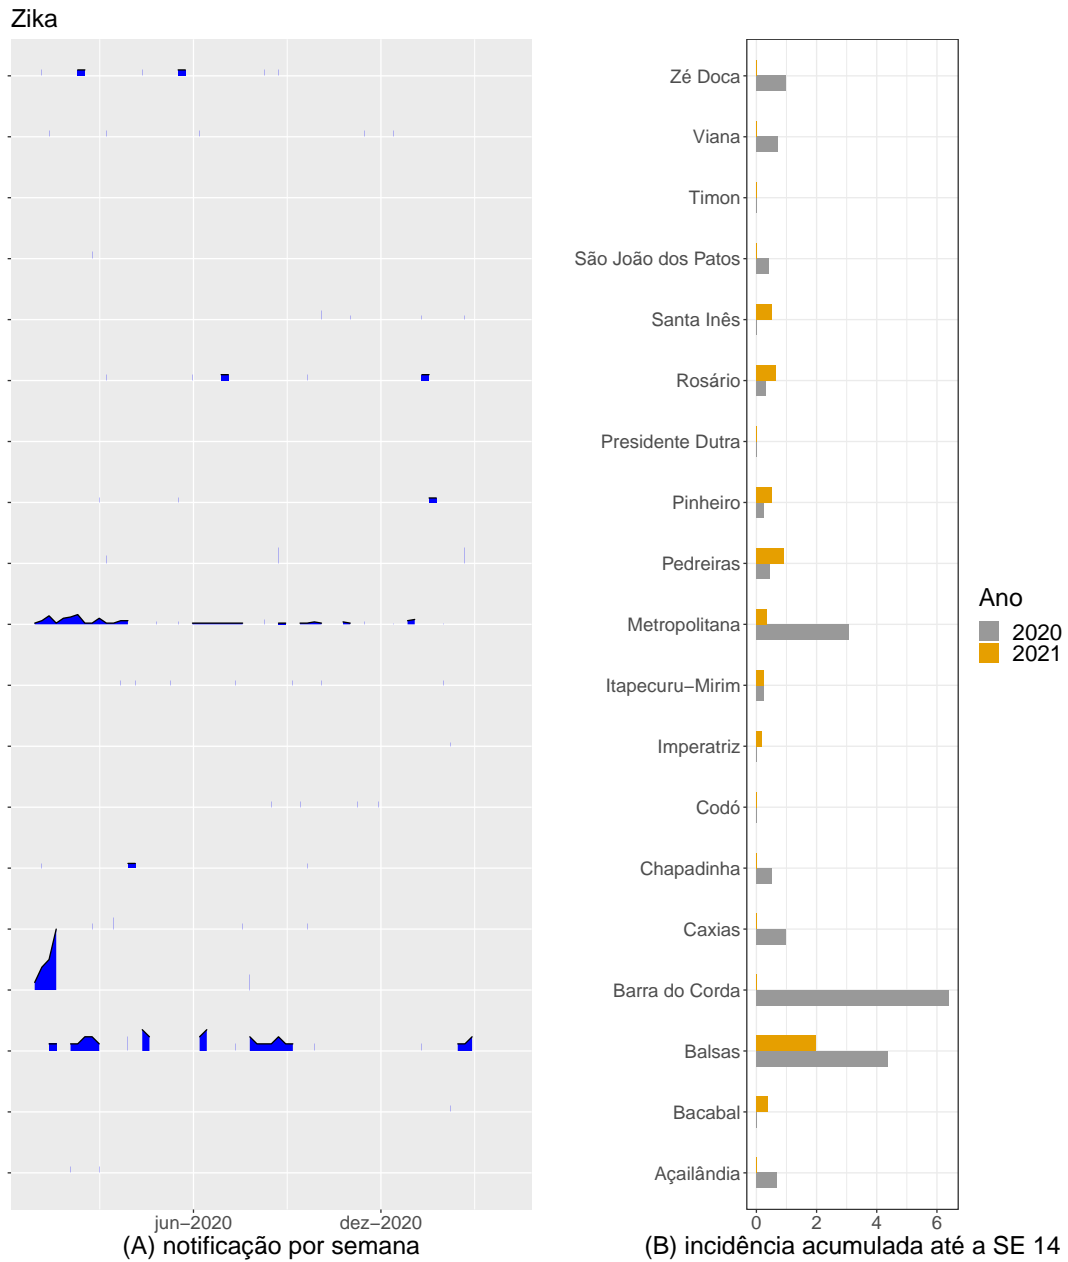 Zika
Zé Doca
Viana
Timon
São João dos Patos
Santa Inês
Rosário
Presidente Dutra
Pinheiro
Pedreiras
Metropolitana
Itapecuru−Mirim
Imperatriz
Codó
Chapadinha
Caxias
Barra do Corda
Balsas
Bacabal
Açailândia
jun−2020 dez−2020
(A) notificação por semana
0 2 4 6
(B) incidência acumulada até a SE 14
Ano
2020
2021